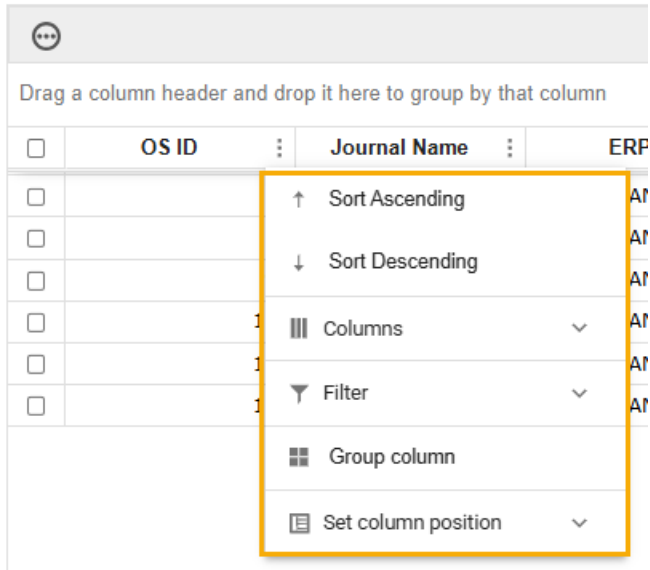 Drag a column header and drop it here to group by that column
OS ID Journal Name ERP
Sort Ascending
Sort Descending
Columns
Filter
Group column
Set column position